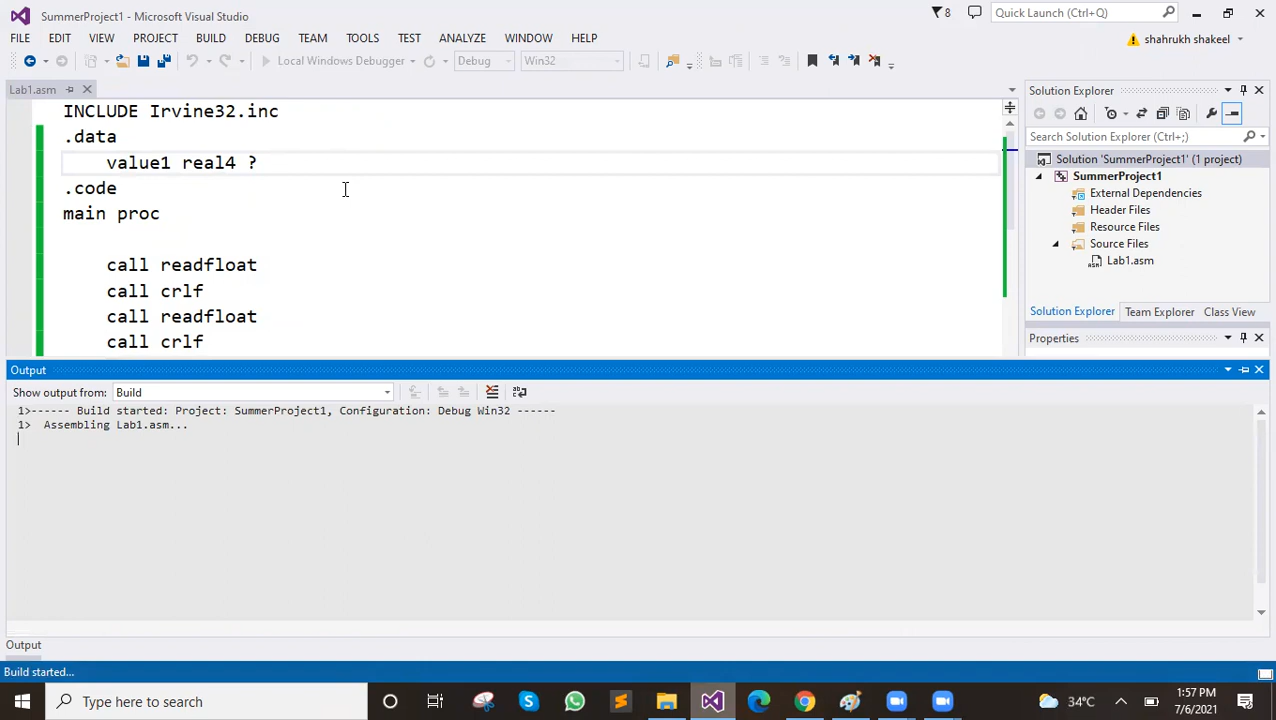 SummerProject1 - Microsoft Visual Studio
8
Quick Launch (Ctrl+Q)
FILE EDIT VIEW PROJECT BUILD DEBUG TEAM TOOLS TEST ANALYZE WINDOW HELP
shahrukh shakeel
Local Windows Debugger
Debug
Win32
Lab1.asm
INCLUDE Irvine32.inc
.data
value1 real4 ?
.code
main proc
call readfloat
call crlf
call readfloat
call crlf
Solution Explorer
Search Solution Explorer (Ctrl+;)
Solution 'SummerProject1' (1 project)
SummerProject1
External Dependencies
Header Files
Resource Files
Source Files
Lab1.asm
Solution Explorer Team Explorer Class View
Properties
Output
Show output from: Build
1>------ Build started: Project: SummerProject1, Configuration: Debug Win32 ------
1> Assembling Lab1.asm...
Output
Build started...
Type here to search
34°C
1:57 PM
7/6/2021